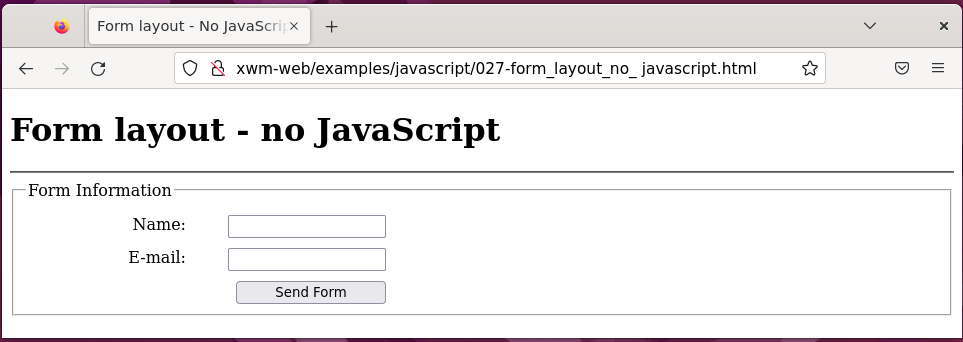 Form layout - No JavaScri
xwm-web/examples/javascript/027-form_layout_no_ javascript.html
Form layout - no JavaScript
Form Information
Name:
E-mail:
Send Form